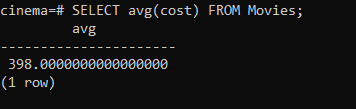 cinema=# SELECT avg(cost) FROM Movies;
avg
----------------------
398.0000000000000000
(1 row)